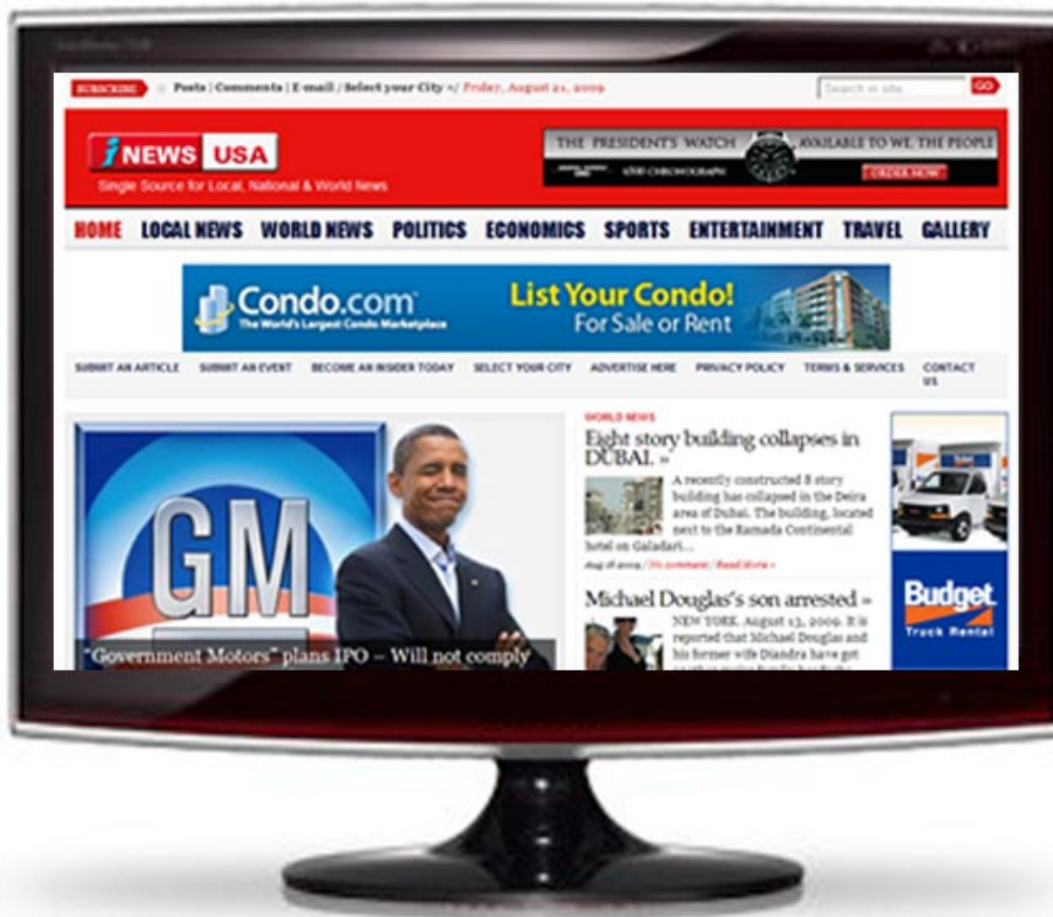 SUBSCRIBE Posts | Comments | E-mail / Select your City »/ Friday, August 21, 2009 Search in site... GO
i NEWS USA
Single Source for Local, National & World News
THE PRESIDENT'S WATCH AVAILABLE TO WE, THE PEOPLE
6500 CHRONOGRAPH ORDER NOW
HOME LOCAL NEWS WORLD NEWS POLITICS ECONOMICS SPORTS ENTERTAINMENT TRAVEL GALLERY
Condo.com
The World's Largest Condo Marketplace
List Your Condo!
For Sale or Rent
SUBMIT AN ARTICLE SUBMIT AN EVENT BECOME AN INSIDER TODAY SELECT YOUR CITY ADVERTISE HERE PRIVACY POLICY TERMS & SERVICES CONTACT
US
GM
"Government Motors" plans IPO – Will not comply
WORLD NEWS
Eight story building collapses in
DUBAI. »
A recently constructed 8 story
building has collapsed in the Deira
area of Dubai. The building, located
next to the Ramada Continental
hotel on Galadari...
Aug 18 2009 / No comment / Read More »
Michael Douglas's son arrested »
NEW YORK. August 13, 2009. It is
reported that Michael Douglas and
his former wife Diandra have got
Budget
Truck Rental